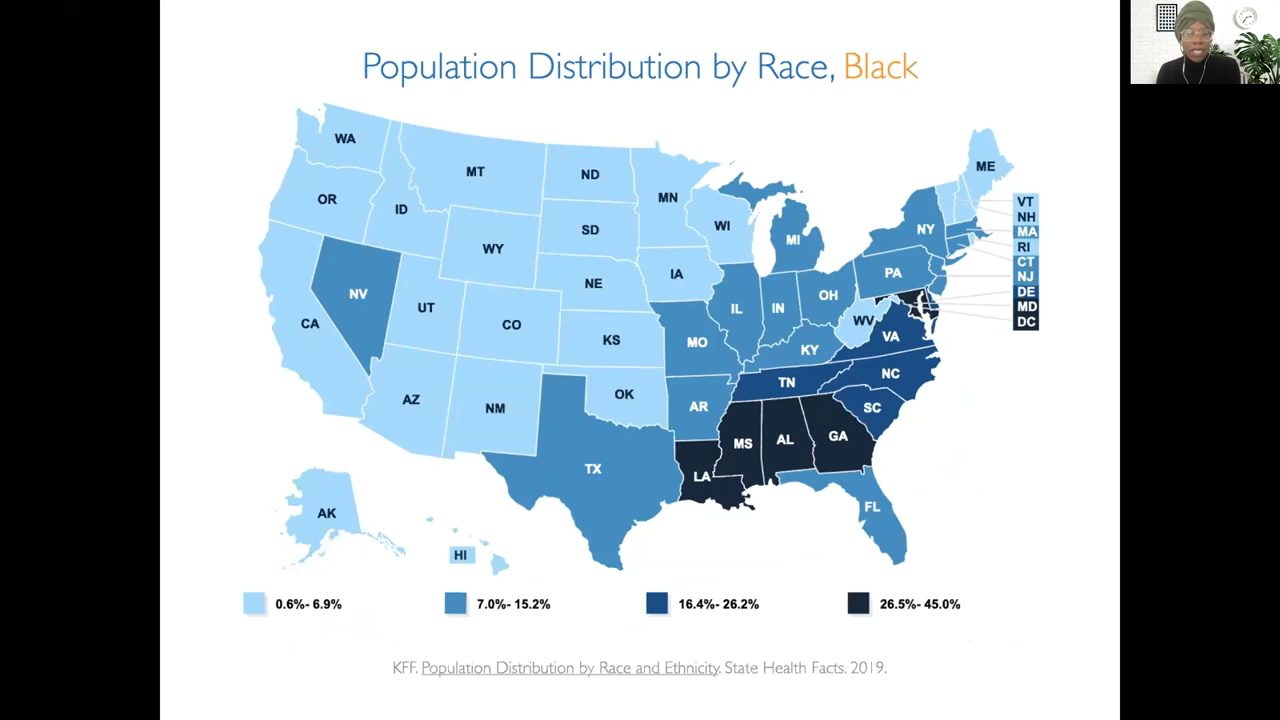 Population Distribution by Race, Black
WA
MT
ND
MN
ME
OR
ID
SD
WI
MI
NY
VT
NH
MA
RI
CT
NJ
DE
MD
DC
WY
IA
PA
NE
NV
UT
IL
IN
OH
CA
CO
KS
MO
WV
VA
KY
AZ
NM
OK
TN
NC
AR
SC
MS
AL
GA
TX
LA
FL
AK
HI
0.6%- 6.9%
7.0%- 15.2%
16.4%- 26.2%
26.5%- 45.0%
KFF. Population Distribution by Race and Ethnicity. State Health Facts. 2019.